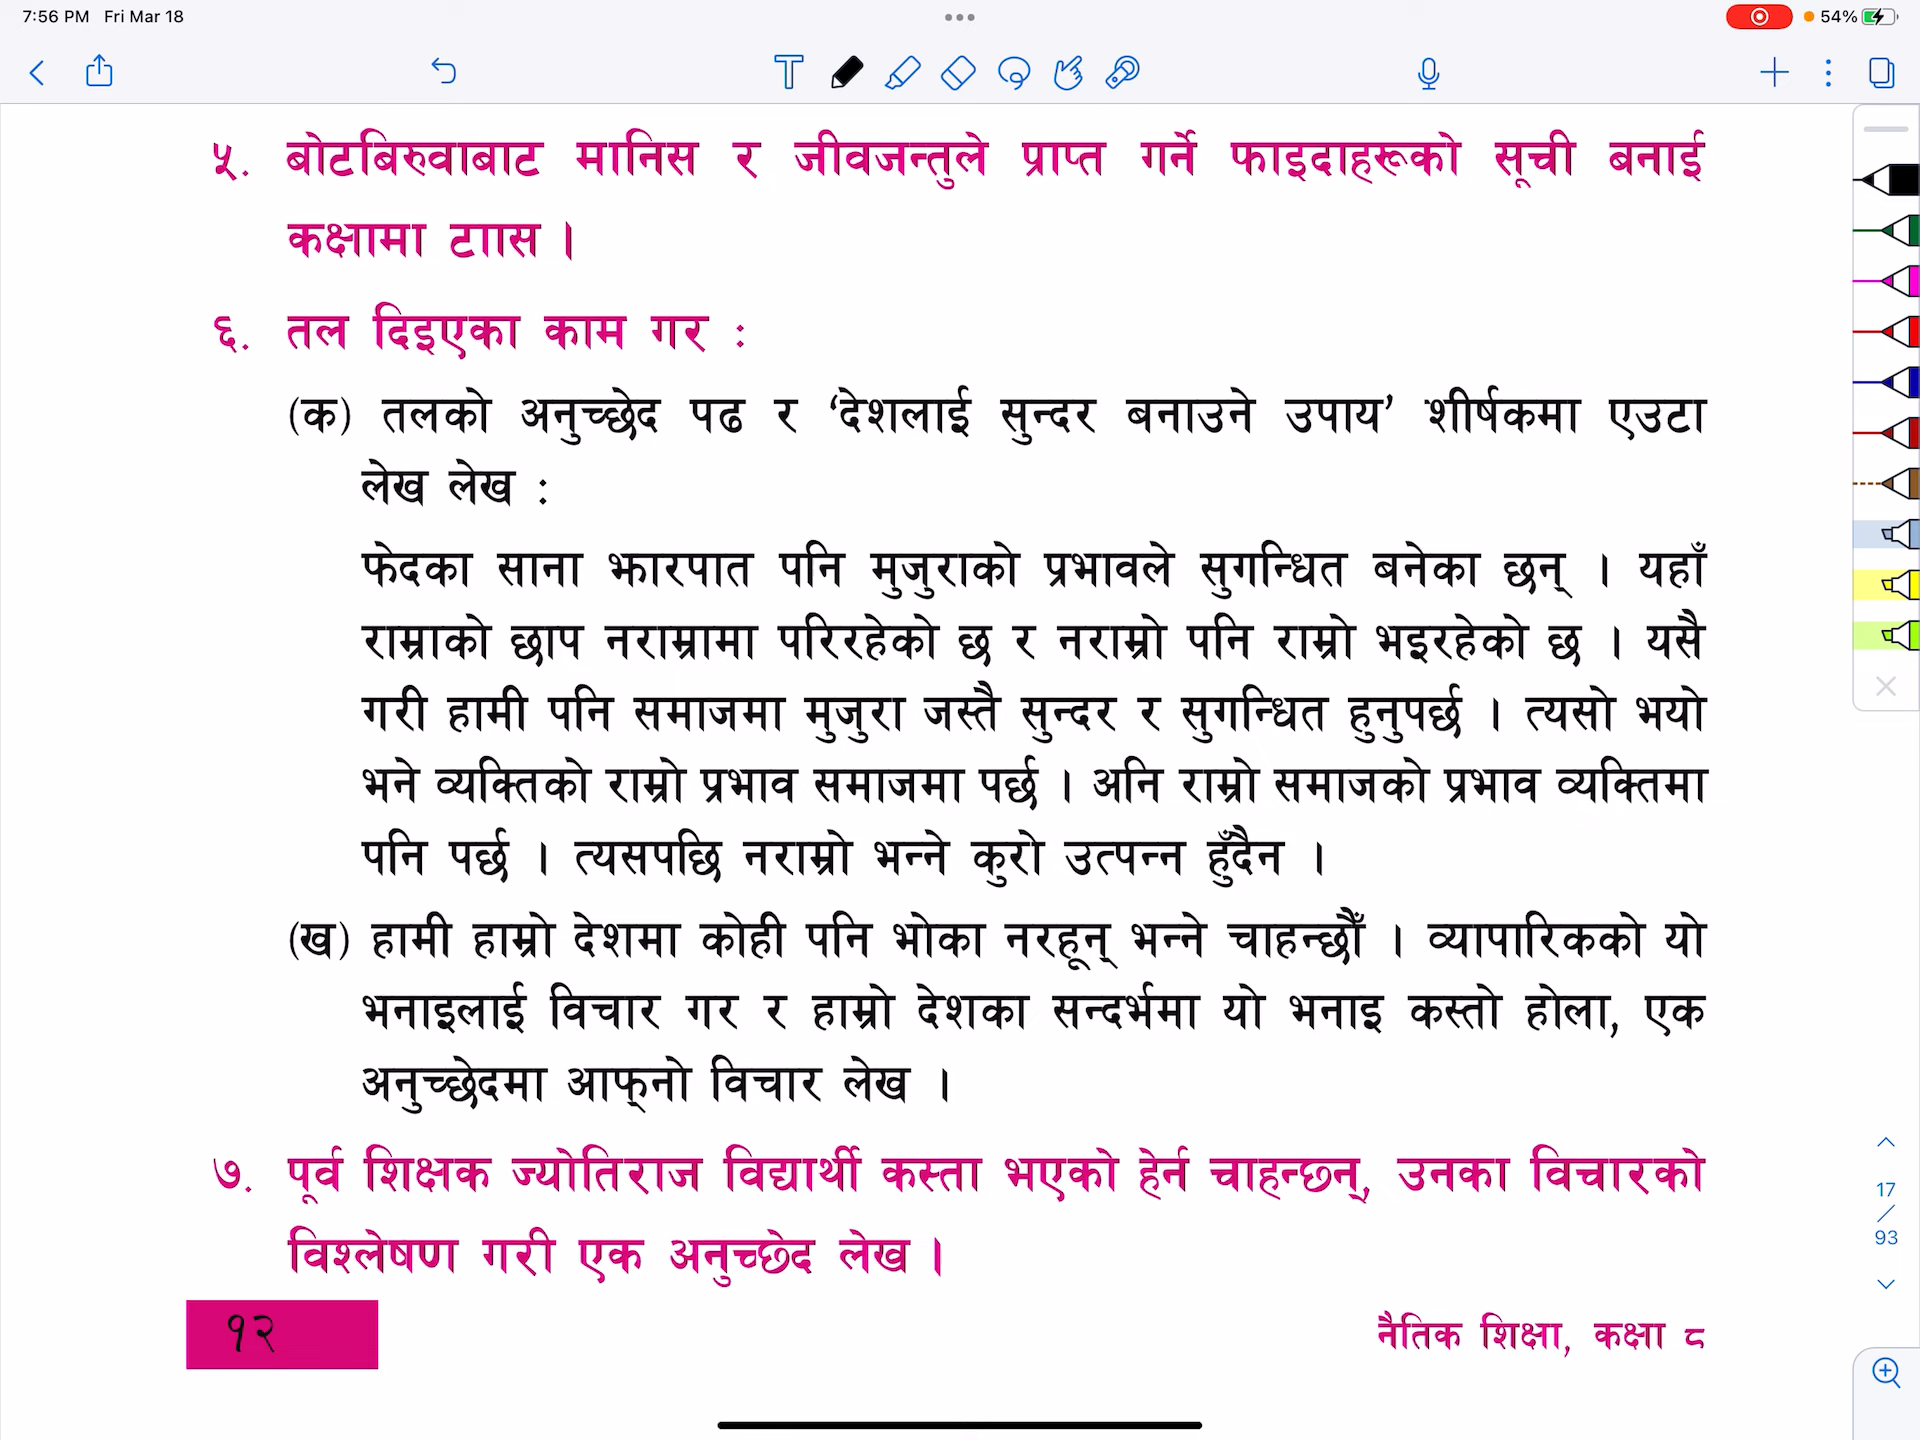 7:56 PM Fri Mar 18
54%
५. बोटबिरुवाबाट मानिस र जीवजन्तुले प्राप्त गर्ने फाइदाहरूको सूची बनाई
कक्षामा टाास ।
६. तल दिइएका काम गर :
(क) तलको अनुच्छेद पढ र ‘देशलाई सुन्दर बनाउने उपाय’ शीर्षकमा एउटा
लेख लेख :
फेदका साना झारपात पनि मुजुराको प्रभावले सुगन्धित बनेका छन् । यहाँ
राम्राको छाप नराम्रामा परिरहेको छ र नराम्रो पनि राम्रो भइरहेको छ । यसै
गरी हामी पनि समाजमा मुजुरा जस्तै सुन्दर र सुगन्धित हुनुपर्छ । त्यसो भयो
भने व्यक्तिको राम्रो प्रभाव समाजमा पर्छ । अनि राम्रो समाजको प्रभाव व्यक्तिमा
पनि पर्छ । त्यसपछि नराम्रो भन्ने कुरो उत्पन्न हुँदैन ।
(ख) हामी हाम्रो देशमा कोही पनि भोका नरहून् भन्ने चाहन्छौँ । व्यापारिकको यो
भनाइलाई विचार गर र हाम्रो देशका सन्दर्भमा यो भनाइ कस्तो होला, एक
अनुच्छेदमा आफ्‌नो विचार लेख ।
७. पूर्व शिक्षक ज्योतिराज विद्यार्थी कस्ता भएको हेर्न चाहन्छन्, उनका विचारको
विश्लेषण गरी एक अनुच्छेद लेख ।
17
/
93
१२
नैतिक शिक्षा, कक्षा ८